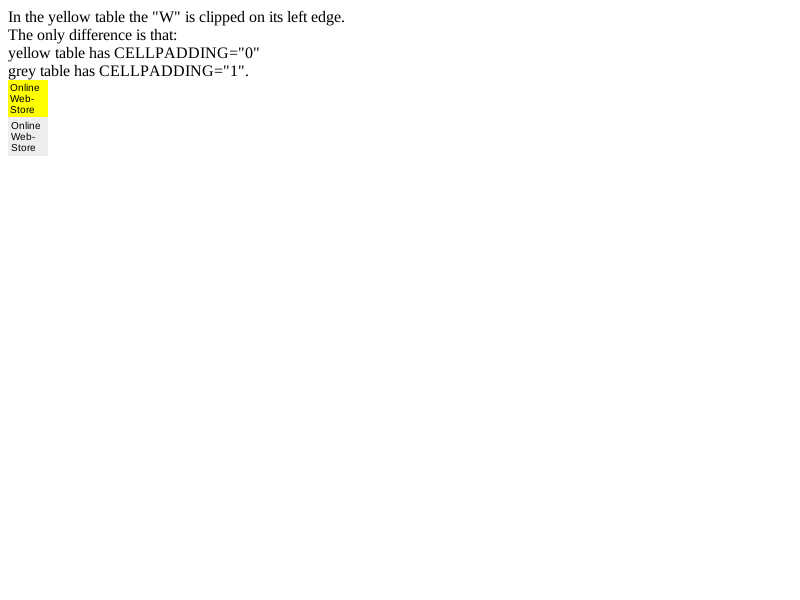 In the yellow table the "W" is clipped on its left edge.
The only difference is that:
yellow table has CELLPADDING="0"
grey table has CELLPADDING="1".
Online
Web-
Store
Online
Web-
Store